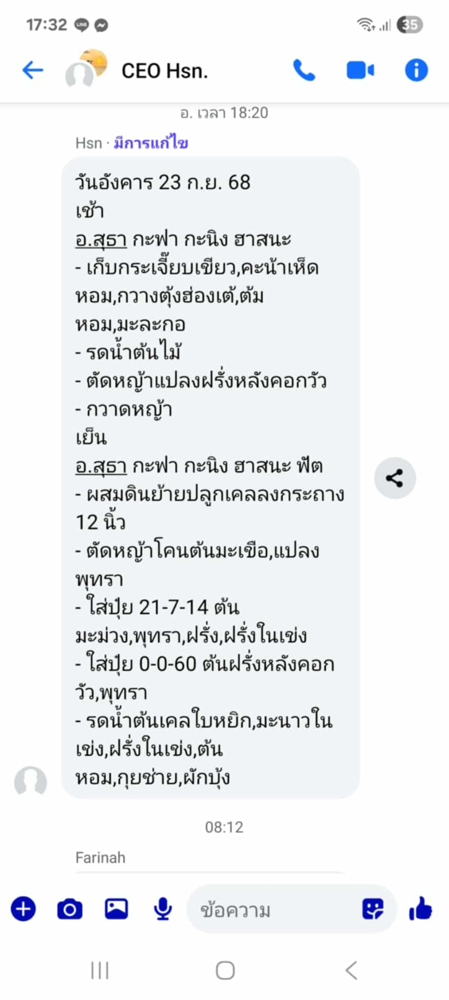 17:32
35
CEO Hsn.
อ. เวลา 18:20
Hsn · มีการแก้ไข
วันอังคาร 23 ก.ย. 68
เช้า
อ.สุธา กะฟา กะนิง ฮาสนะ
- เก็บกระเจี๊ยบเขียว,คะน้าเห็ด
หอม,กวางตุ้งฮ่องเต้,ต้ม
หอม,มะละกอ
- รดน้ำต้นไม้
- ตัดหญ้าแปลงฝรั่งหลังคอกวัว
- กวาดหญ้า
เย็น
อ.สุธา กะฟา กะนิง ฮาสนะ ฟัต
- ผสมดินย้ายปลูกเคลลงกระถาง
12 นิ้ว
- ตัดหญ้าโคนต้นมะเขือ,แปลง
พุทรา
- ใส่ปุ๋ย 21-7-14 ต้น
มะม่วง,พุทรา,ฝรั่ง,ฝรั่งในเข่ง
- ใส่ปุ๋ย 0-0-60 ต้นฝรั่งหลังคอก
วัว,พุทรา
- รดน้ำต้นเคลใบหยิก,มะนาวใน
เข่ง,ฝรั่งในเข่ง,ต้น
หอม,กุยช่าย,ผักบุ้ง
08:12
Farinah
ข้อความ